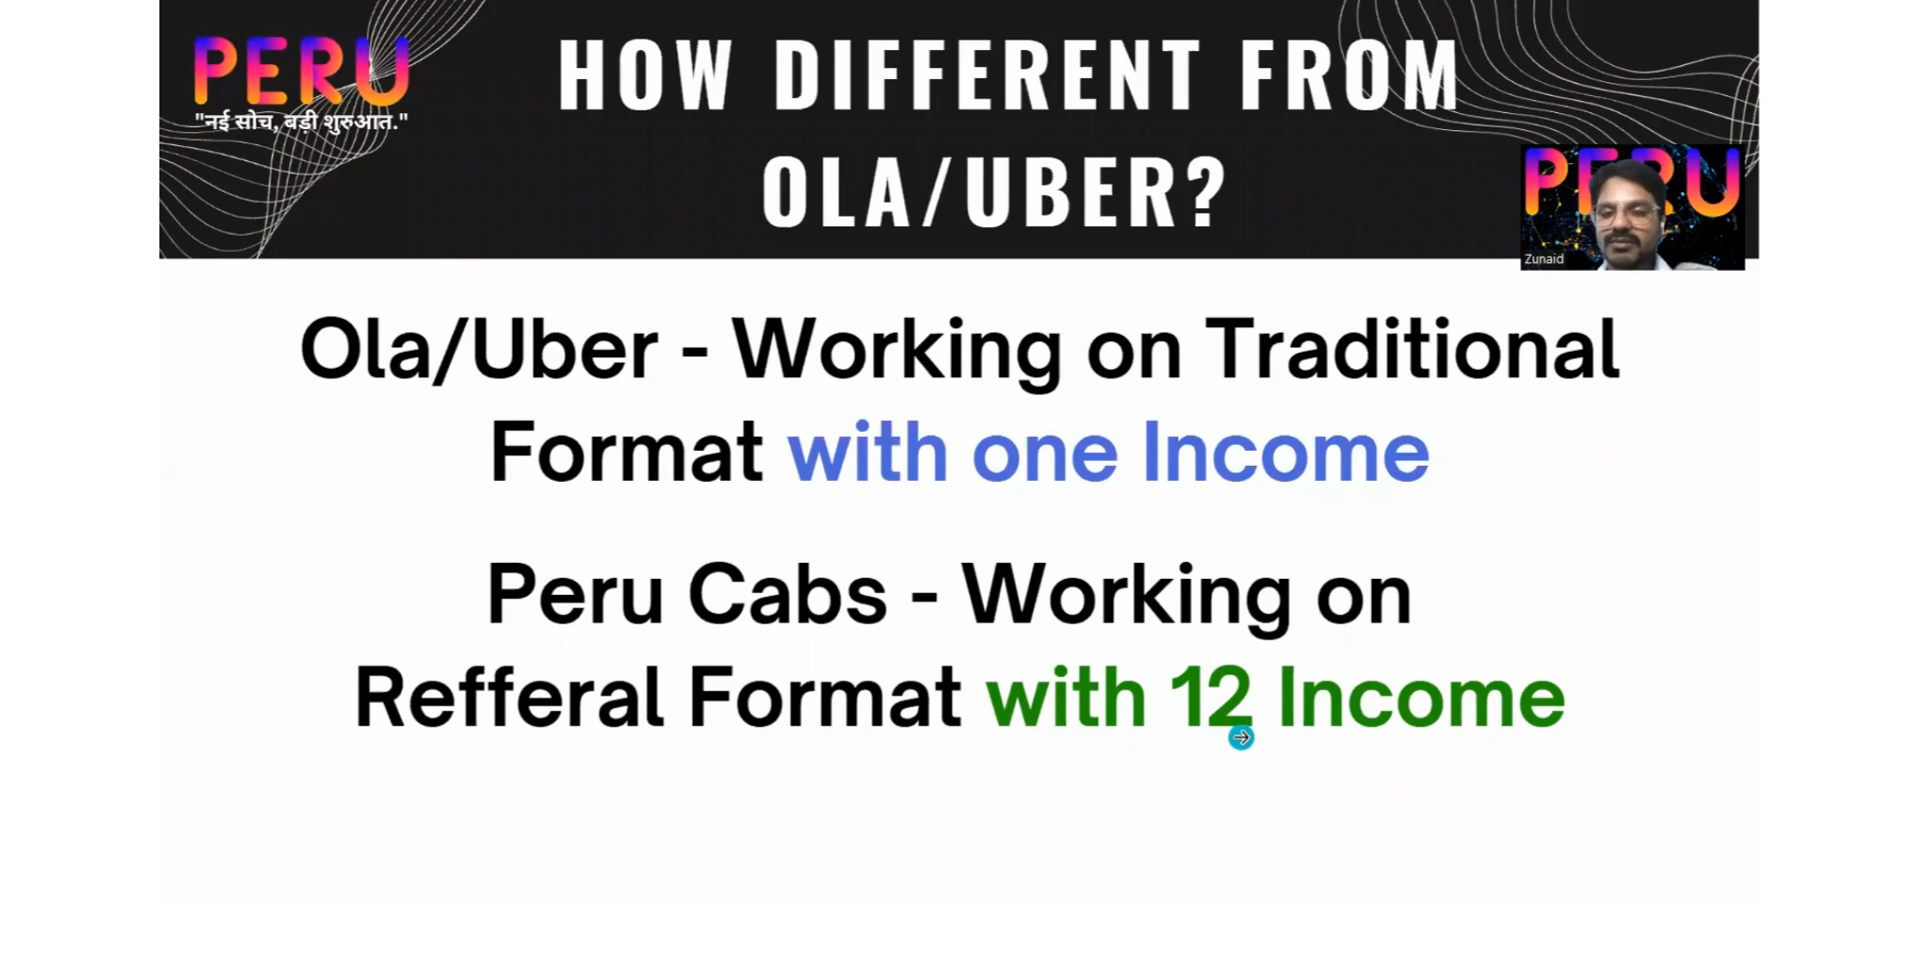 PERU
"नई सोच, बड़ी शुरुआत."
HOW DIFFERENT FROM
OLA/UBER?
PERU
Zunaid
Ola/Uber - Working on Traditional
Format with one Income
Peru Cabs - Working on
Refferal Format with 12 Income